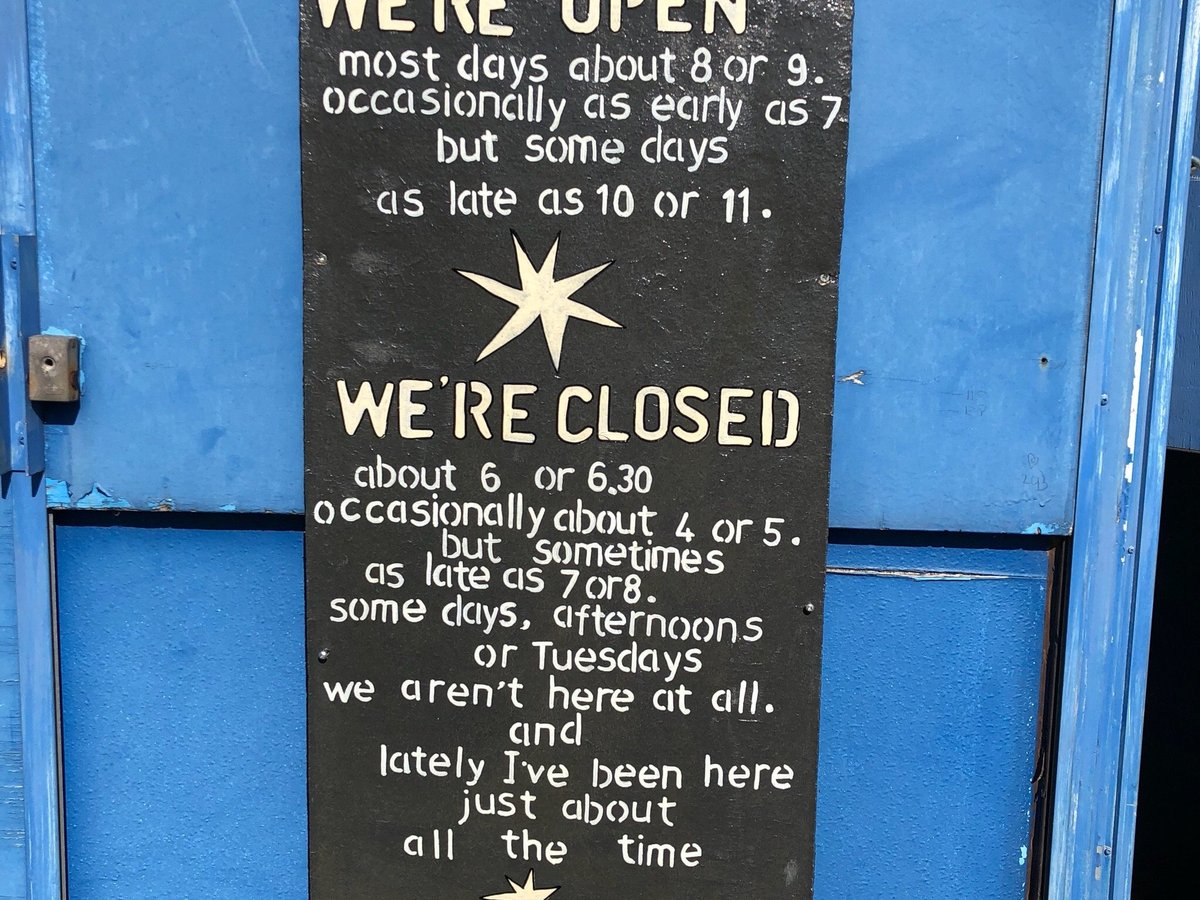 WE'RE OPEN
most days about 8 or 9.
occasionally as early as 7
but some days
as late as 10 or 11.
WE'RE CLOSED
about 6 or 6.30
occasionally about 4 or 5.
but sometimes
as late as 7 or 8.
some days, afternoons
or Tuesdays
we aren't here at all.
and
lately I've been here
just about
all the time